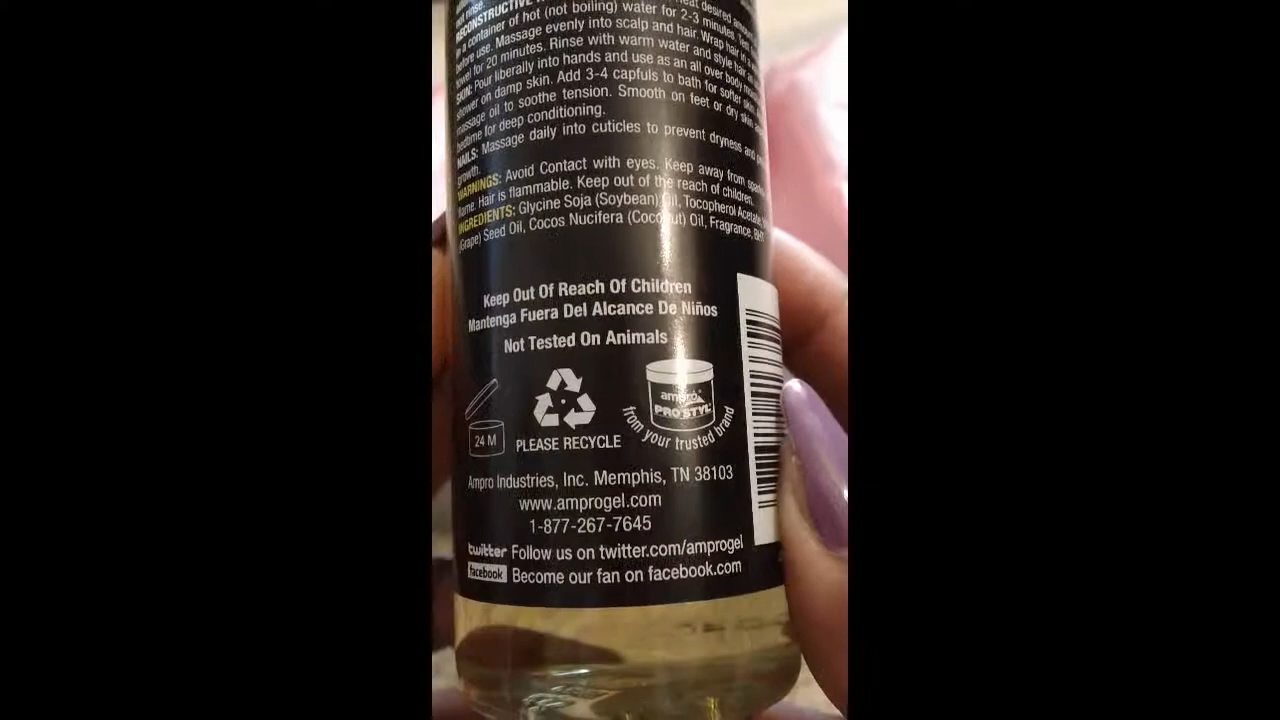 not rinse.
RECONSTRUCTIVE heat desired
in a container of hot (not boiling) water for 2-3 minutes. Test
before use. Massage evenly into scalp and hair. Wrap hair in a
towel for 20 minutes. Rinse with warm water and style hair
SKIN: Pour liberally into hands and use as an all over body
shower on damp skin. Add 3-4 capfuls to bath for softer skin.
massage oil to soothe tension. Smooth on feet or dry skin
bedtime for deep conditioning.
NAILS: Massage daily into cuticles to prevent dryness and
growth.
WARNINGS: Avoid Contact with eyes. Keep away from
flame. Hair is flammable. Keep out of the reach of children.
INGREDIENTS: Glycine Soja (Soybean) Oil, Tocopherol Acetate,
(Grape) Seed Oil, Cocos Nucifera (Coconut) Oil, Fragrance, BHT
Keep Out Of Reach Of Children
Mantenga Fuera Del Alcance De Niños
Not Tested On Animals
ampro
PRO STYL
from your trusted brand
24 M
PLEASE RECYCLE
Ampro Industries, Inc. Memphis, TN 38103
www.amprogel.com
1-877-267-7645
twitter Follow us on twitter.com/amprogel
facebook Become our fan on facebook.com